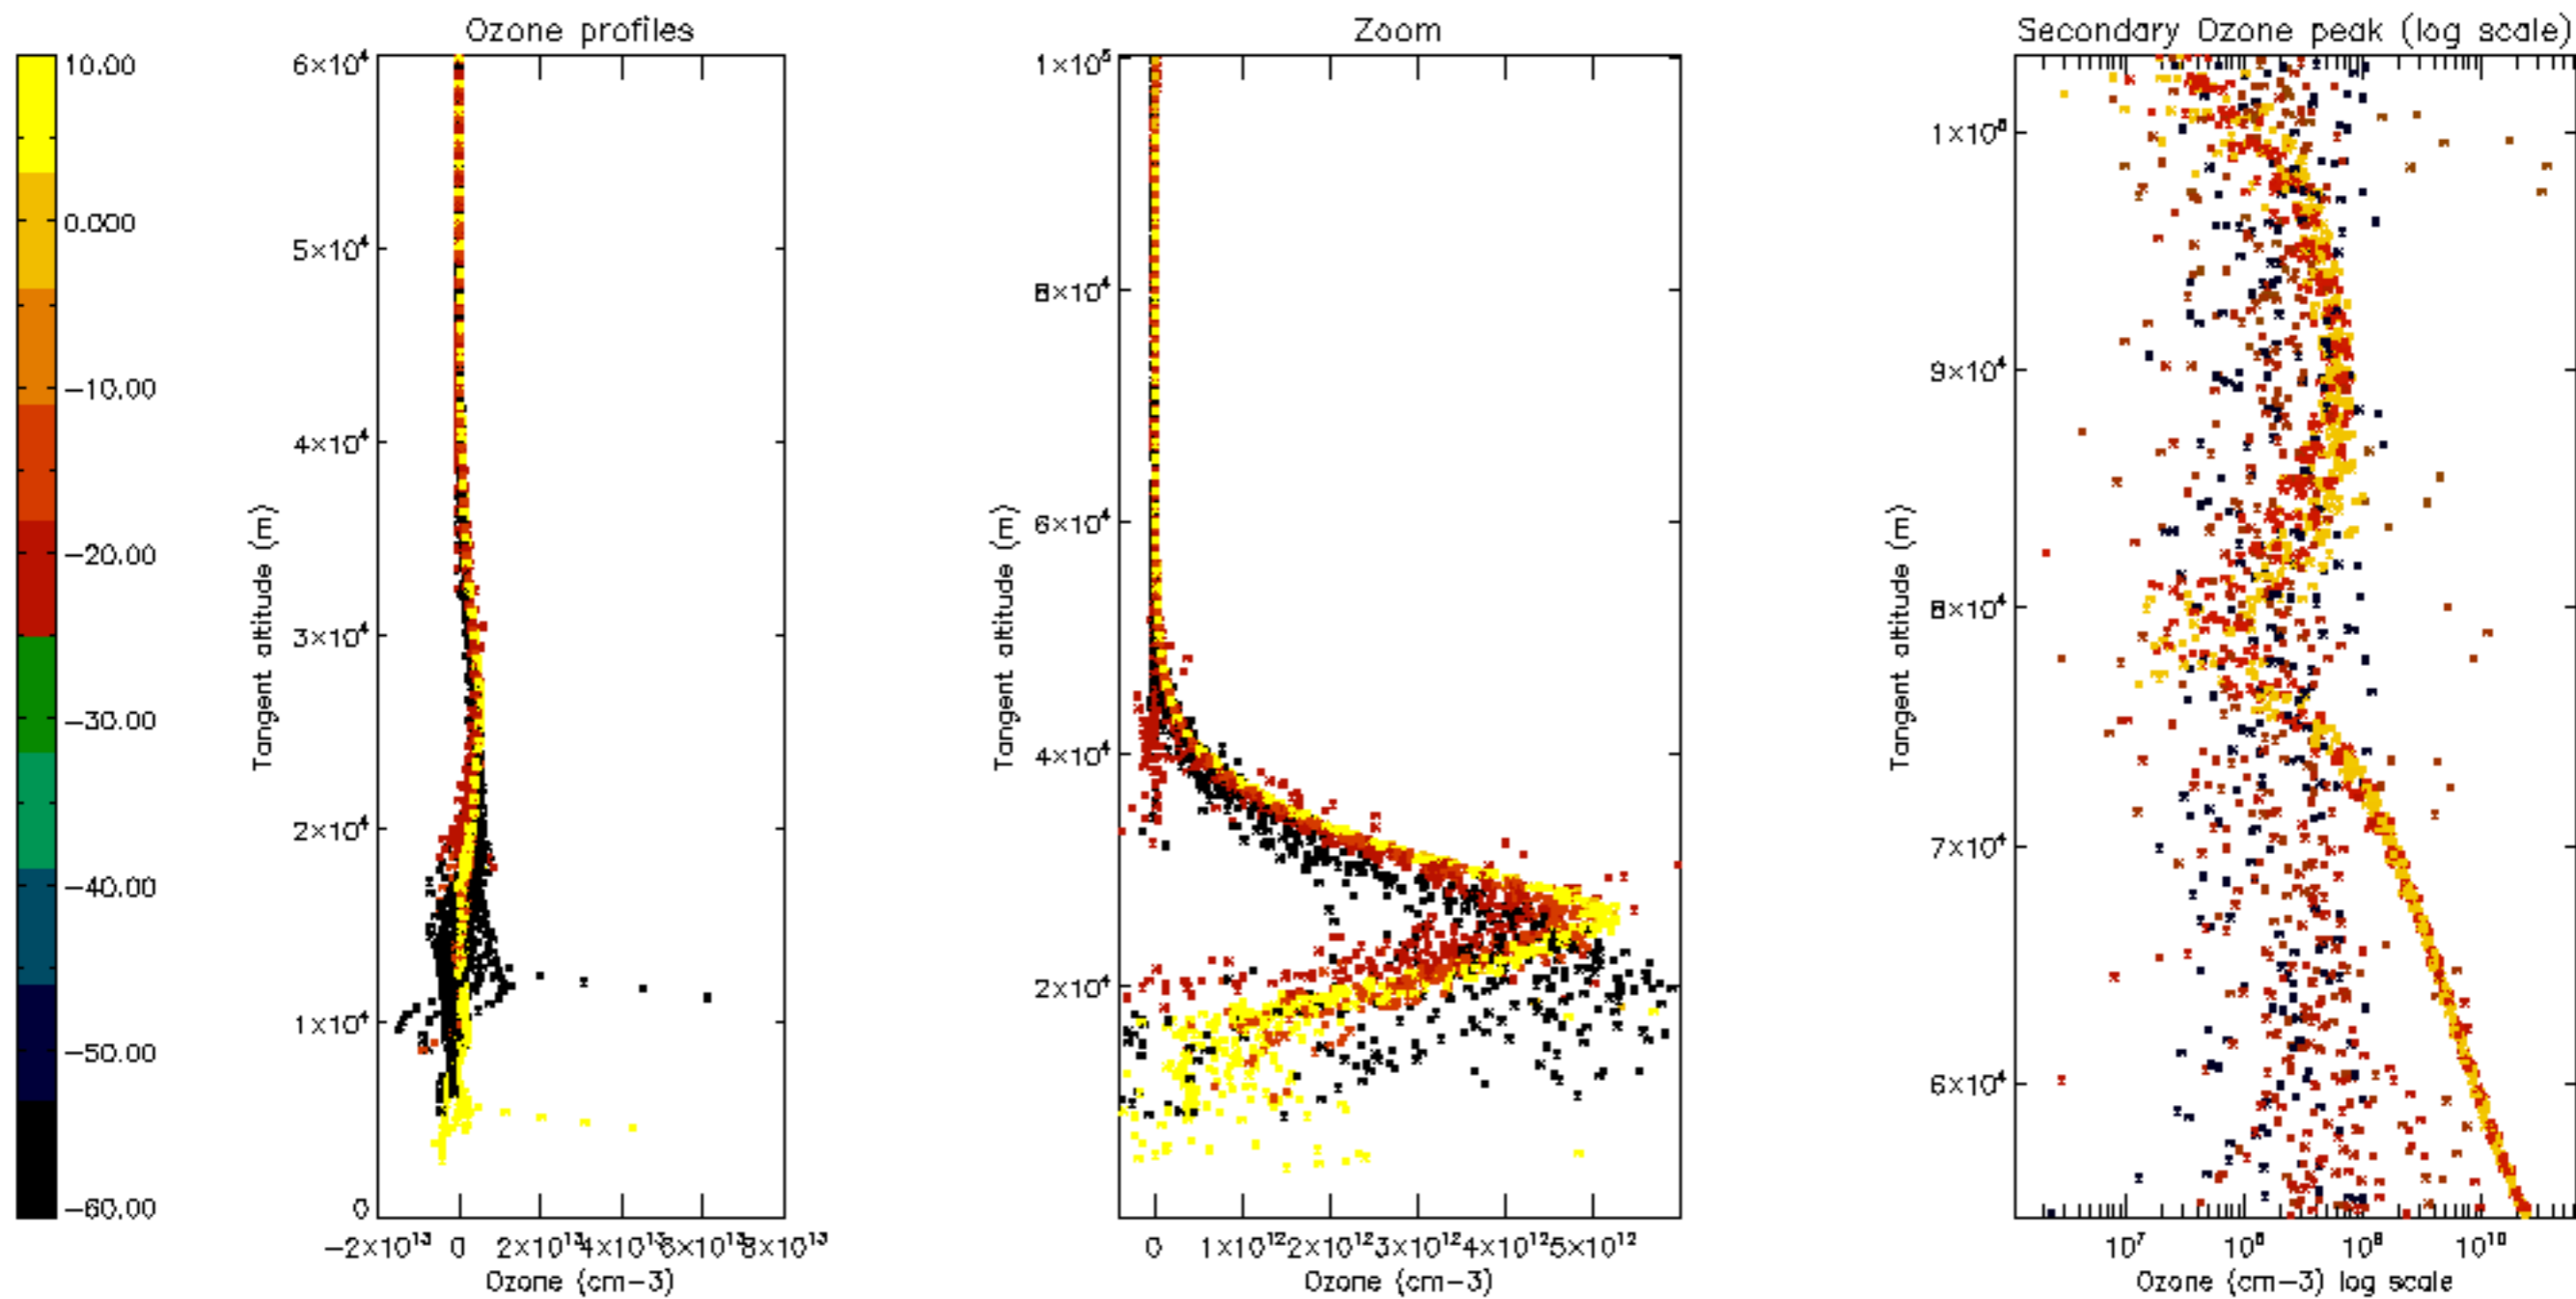 Ozone profiles
Zoom
Secondary Ozone peak (log scale)
10.00
0.000
−10.00
−20.00
−30.00
−40.00
−50.00
−60.00
6×10⁴
5×10⁴
4×10⁴
3×10⁴
2×10⁴
1×10⁴
0
Tangent altitude (m)
−2×10¹³ 0 2×10¹³ 4×10¹³ 6×10¹³ 8×10¹³
Ozone (cm−3)
1×10⁵
8×10⁴
6×10⁴
4×10⁴
2×10⁴
Tangent altitude (m)
0 1×10¹² 2×10¹² 3×10¹² 4×10¹² 5×10¹²
Ozone (cm−3)
1×10⁵
9×10⁴
8×10⁴
7×10⁴
6×10⁴
Tangent altitude (m)
10⁷ 10⁸ 10⁹ 10¹⁰
Ozone (cm−3) log scale